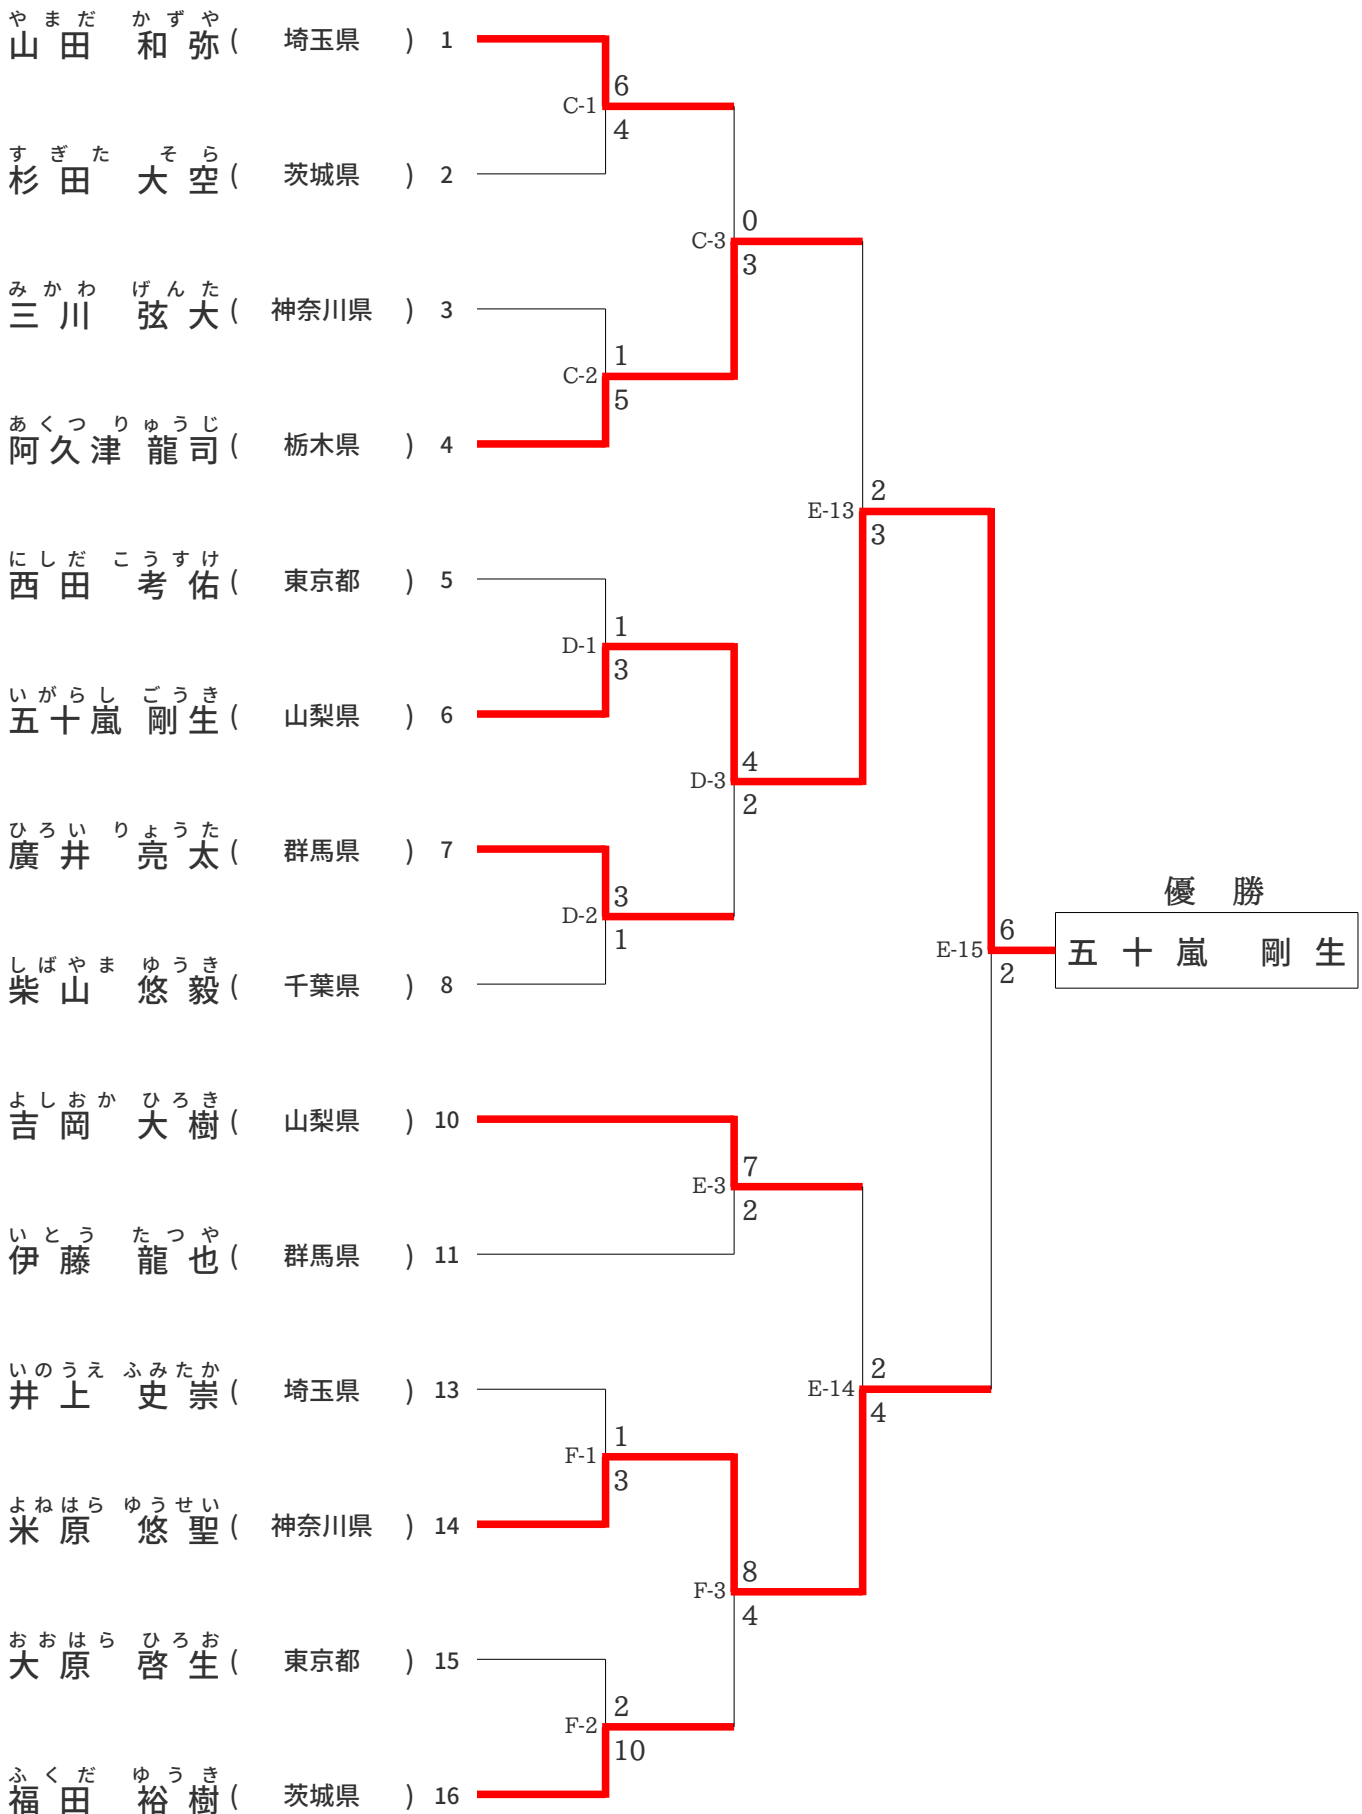 やまだ かずや
山田 和弥 ( 埼玉県 ) 1
6
C-1
4
すぎた そら
杉田 大空 ( 茨城県 ) 2
0
C-3
3
みかわ げんた
三川 弦大 ( 神奈川県 ) 3
1
C-2
5
あくつ りゅうじ
阿久津 龍司 ( 栃木県 ) 4
2
E-13
3
にしだ こうすけ
西田 考佑 ( 東京都 ) 5
1
D-1
3
いがらし ごうき
五十嵐 剛生 ( 山梨県 ) 6
4
D-3
2
ひろい りょうた
廣井 亮太 ( 群馬県 ) 7
3
D-2
1
優勝
6
E-15 五十嵐 剛生
2
しばやま ゆうき
柴山 悠毅 ( 千葉県 ) 8
よしおか ひろき
吉岡 大樹 ( 山梨県 ) 10
7
E-3
2
いとう たつや
伊藤 龍也 ( 群馬県 ) 11
いのうえ ふみたか
井上 史崇 ( 埼玉県 ) 13
2
E-14
4
1
F-1
3
よねはら ゆうせい
米原 悠聖 ( 神奈川県 ) 14
8
F-3
4
おおはら ひろお
大原 啓生 ( 東京都 ) 15
2
F-2
10
ふくだ ゆうき
福田 裕樹 ( 茨城県 ) 16